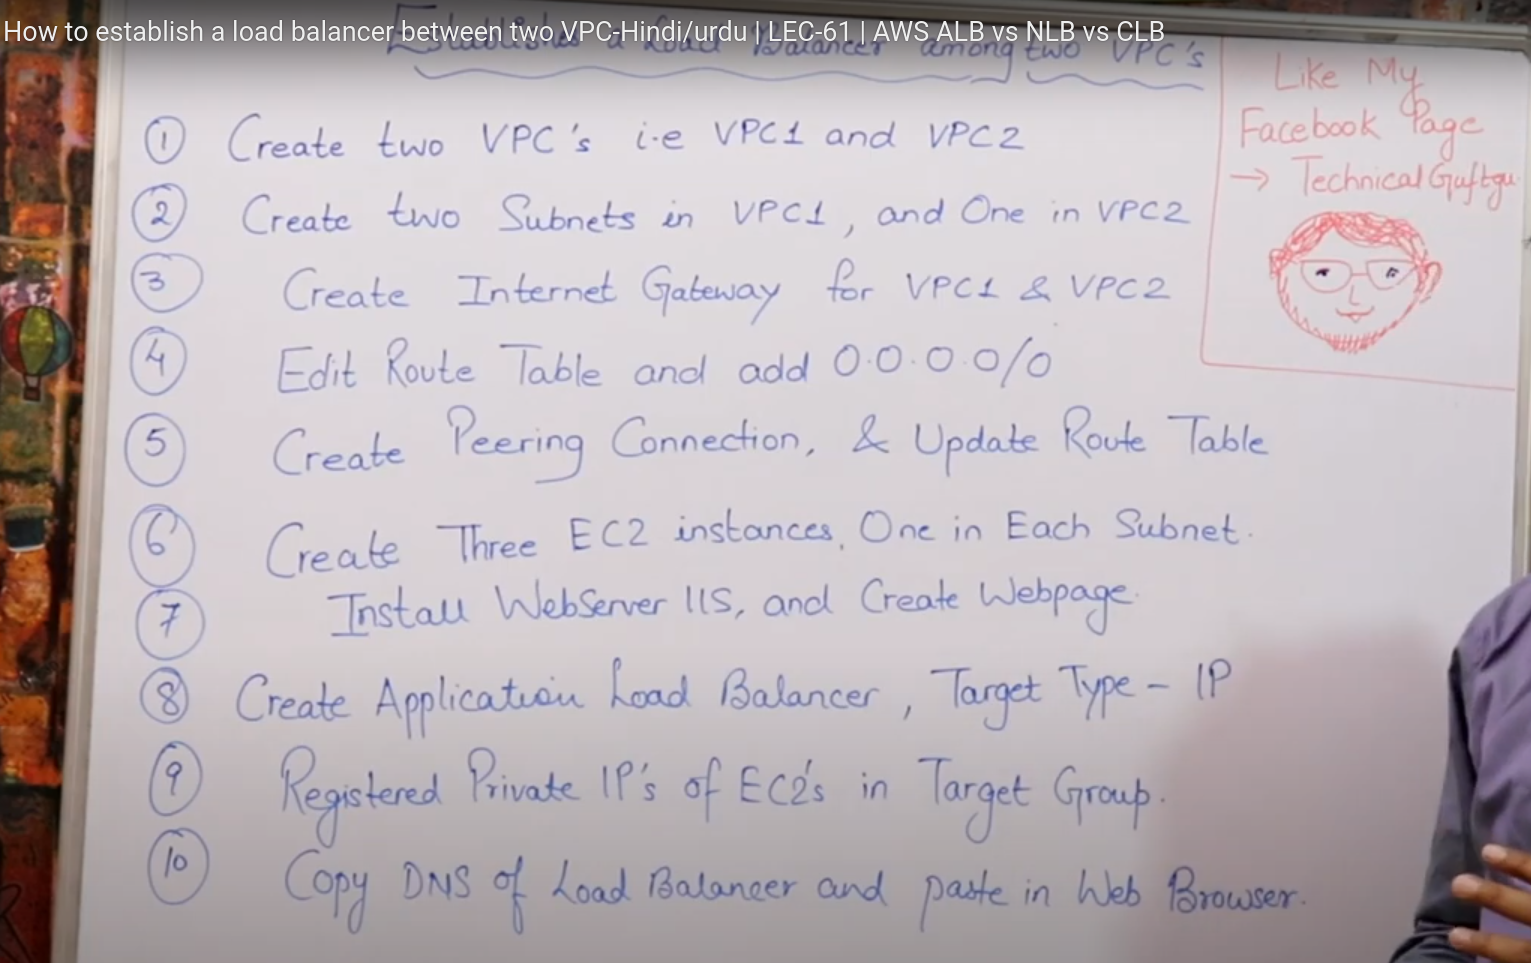 How to establish a load balancer between two VPC-Hindi/urdu | LEC-61 | AWS ALB vs NLB vs CLB
Establish a Load Balancer among two VPC's
① Create two VPC's i.e VPC1 and VPC2
② Create two Subnets in VPC1, and One in VPC2
③ Create Internet Gateway for VPC1 & VPC2
④ Edit Route Table and add 0.0.0.0/0
⑤ Create Peering Connection, & Update Route Table
⑥ Create Three EC2 instances, One in Each Subnet.
⑦ Install WebServer IIS, and Create Webpage.
⑧ Create Application Load Balancer, Target Type - IP
⑨ Registered Private IP's of EC2's in Target Group.
⑩ Copy DNS of Load Balancer and paste in Web Browser.
Like My
Facebook Page
→ Technical Guftgu